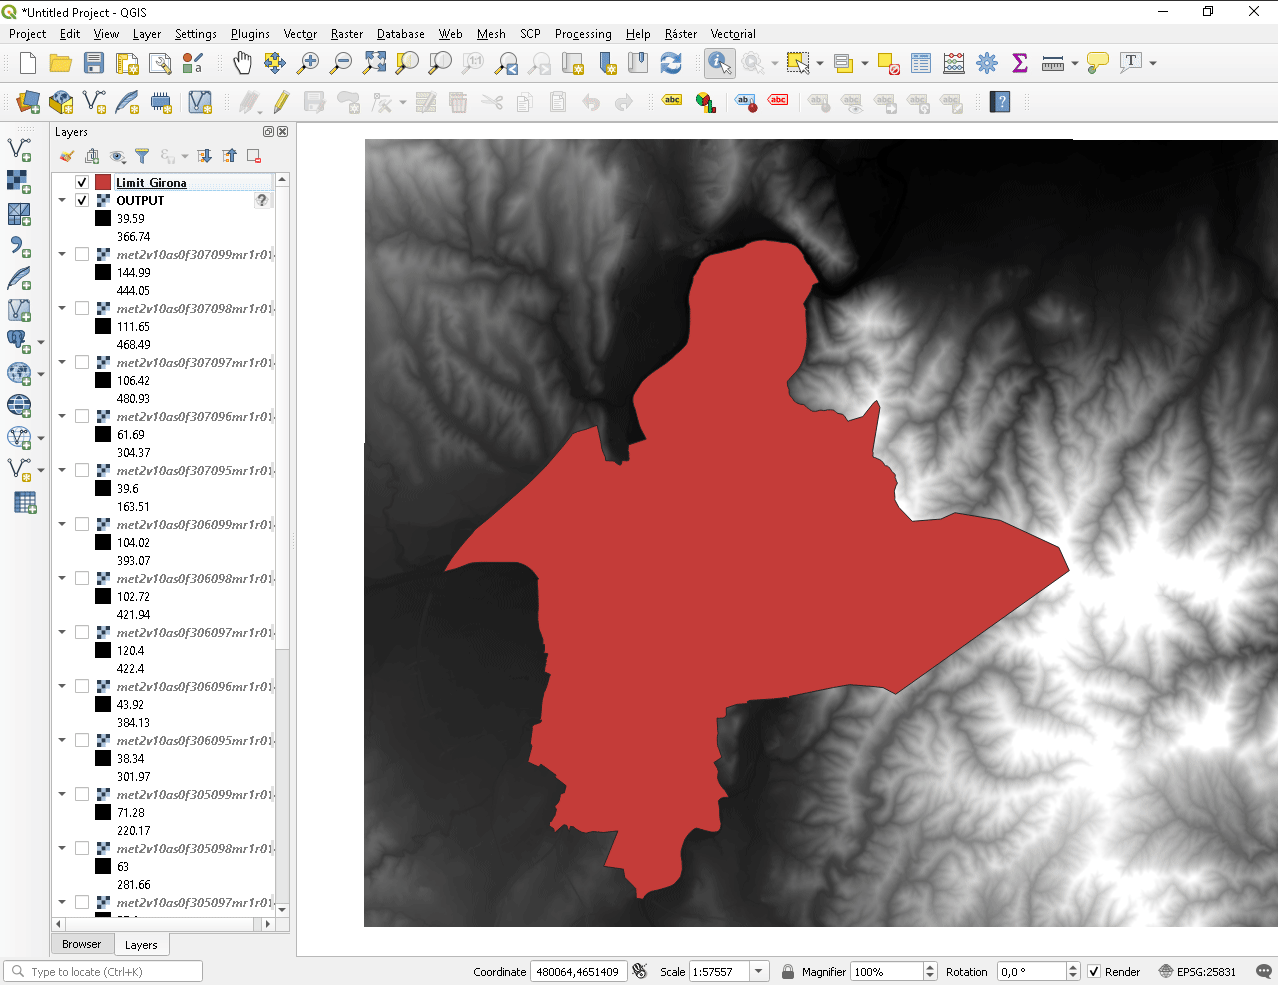 *Untitled Project - QGIS
Project Edit View Layer Settings Plugins Vector Raster Database Web Mesh SCP Processing Help Ràster Vectorial
Layers
Limit_Girona
OUTPUT
39.59
366.74
met2v10as0f307099mr1r01
144.99
444.05
met2v10as0f307098mr1r01
111.65
468.49
met2v10as0f307097mr1r01
106.42
480.93
met2v10as0f307096mr1r01
61.69
304.37
met2v10as0f307095mr1r01
39.6
163.51
met2v10as0f306099mr1r01
104.02
393.07
met2v10as0f306098mr1r01
102.72
421.94
met2v10as0f306097mr1r01
120.4
422.4
met2v10as0f306096mr1r01
43.92
384.13
met2v10as0f306095mr1r01
38.34
301.97
met2v10as0f305099mr1r01
71.28
220.17
met2v10as0f305098mr1r01
63
281.66
met2v10as0f305097mr1r01
Browser Layers
Type to locate (Ctrl+K) Coordinate 480064,4651409 Scale 1:57557 Magnifier 100% Rotation 0,0 ° Render EPSG:25831